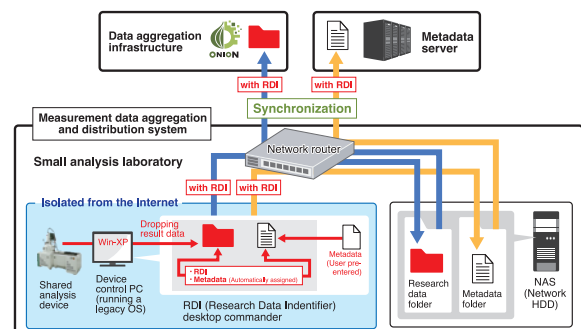 Data aggregation
infrastructure
ONION
Metadata
server
with RDI
with RDI
Synchronization
Measurement data aggregation
and distribution system
Network router
Small analysis laboratory
with RDI
with RDI
Isolated from the Internet
Dropping
result data
Win-XP
Metadata
(User pre-
entered)
・RDI
・Metadata (Automatically assigned)
Shared
analysis
device
Device
control PC
(running a
legacy OS)
RDI (Research Data Indentifier)
desktop commander
Research
data
folder
Metadata
folder
NAS
(Network
HDD)